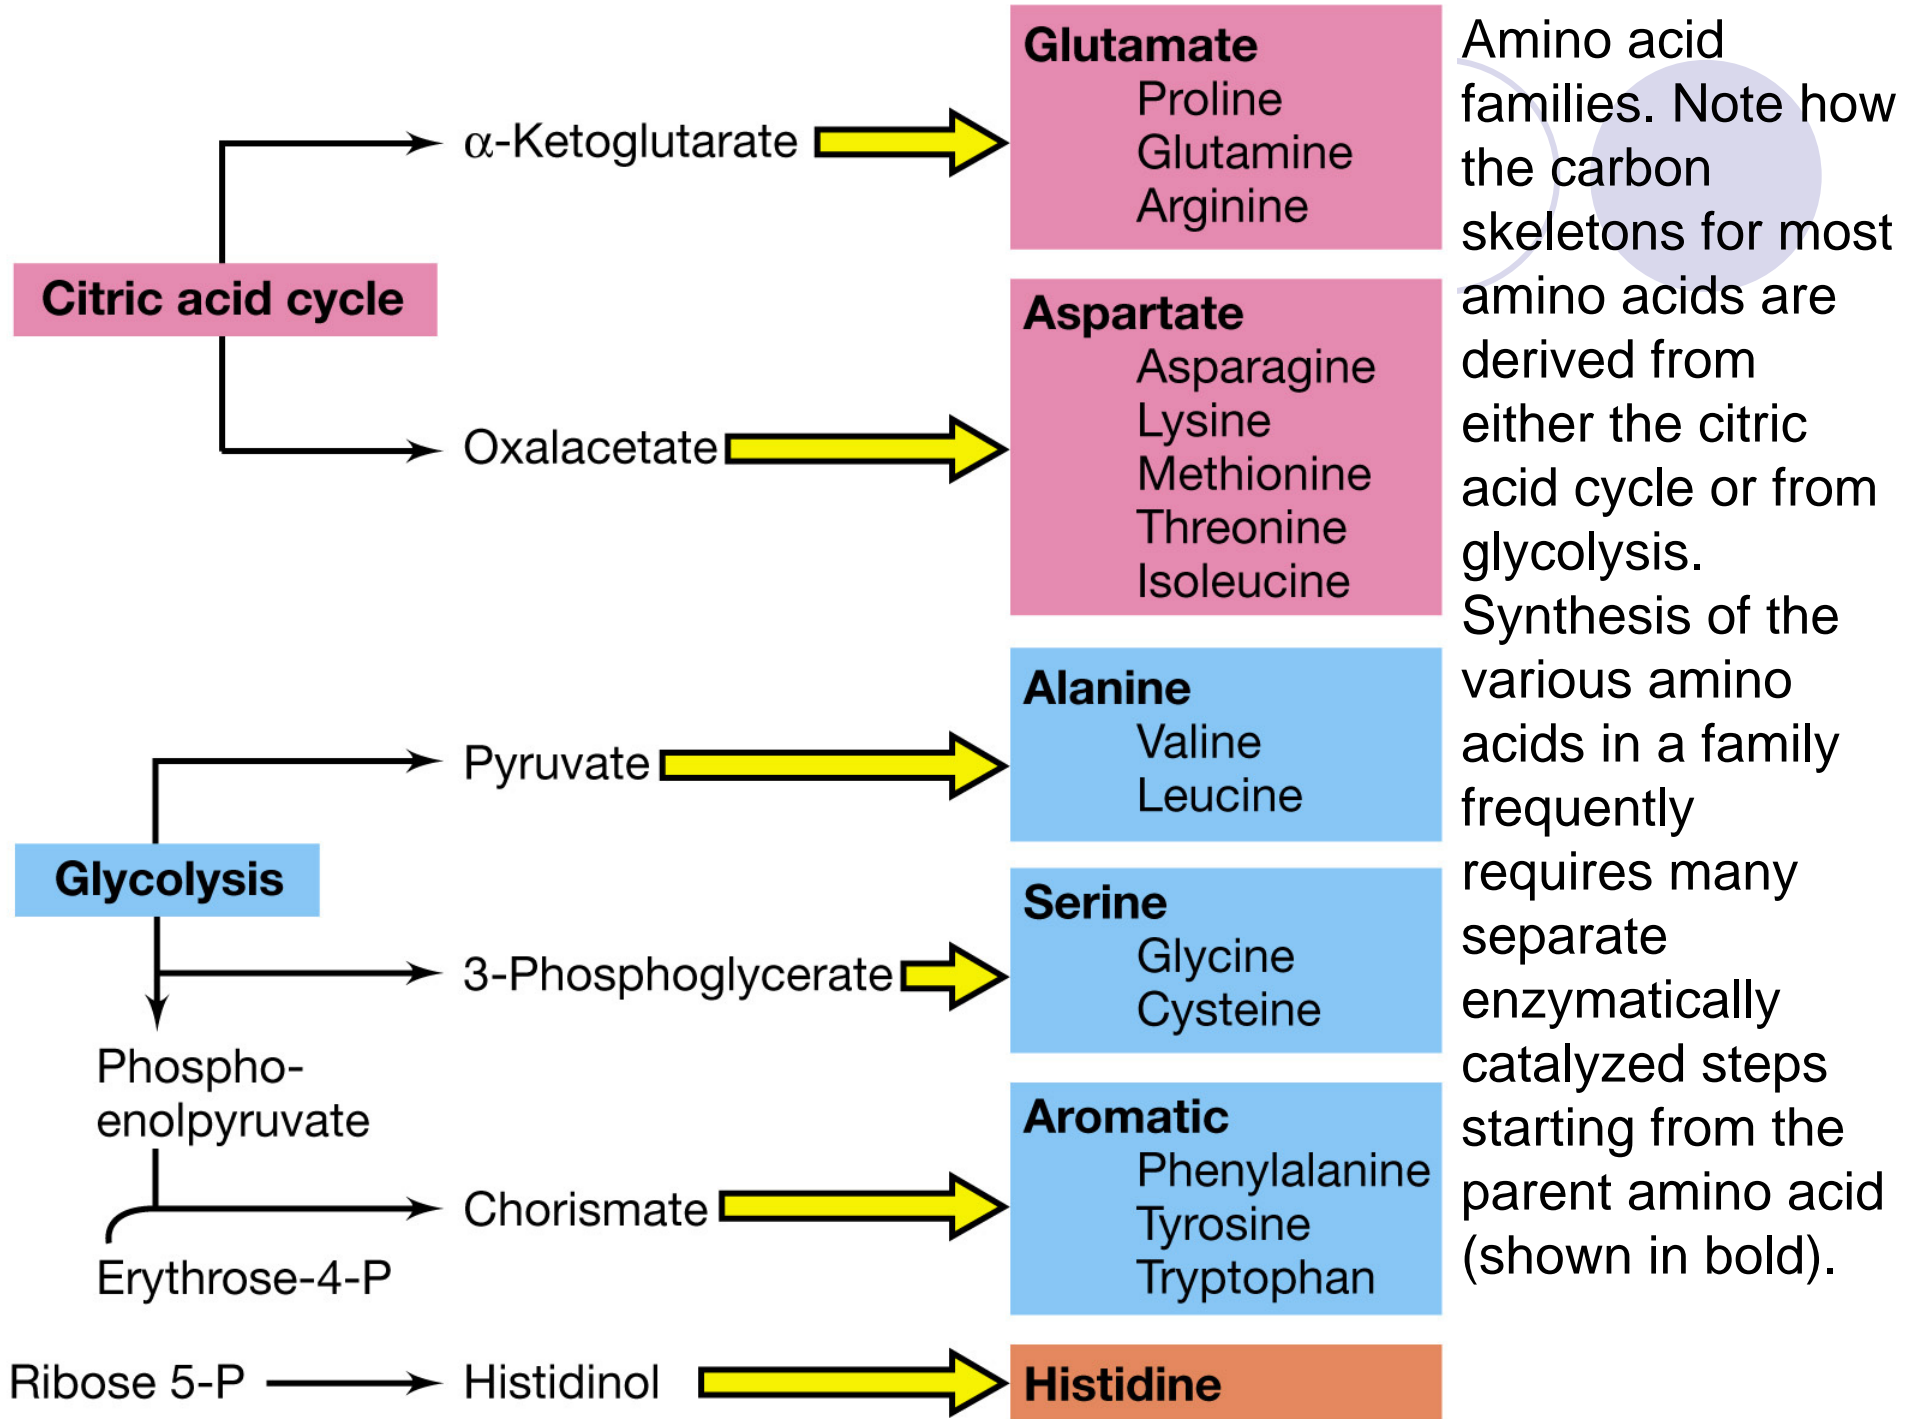 Glutamate
Proline
α-Ketoglutarate
Glutamine
Arginine
Citric acid cycle
Aspartate
Asparagine
Oxalacetate
Lysine
Methionine
Threonine
Isoleucine
Alanine
Pyruvate
Valine
Leucine
Glycolysis
Serine
3-Phosphoglycerate
Glycine
Cysteine
Phospho-
enolpyruvate
Aromatic
Phenylalanine
Chorismate
Tyrosine
Erythrose-4-P
Tryptophan
Ribose 5-P
Histidinol
Histidine
Amino acid
families. Note how
the carbon
skeletons for most
amino acids are
derived from
either the citric
acid cycle or from
glycolysis.
Synthesis of the
various amino
acids in a family
frequently
requires many
separate
enzymatically
catalyzed steps
starting from the
parent amino acid
(shown in bold).